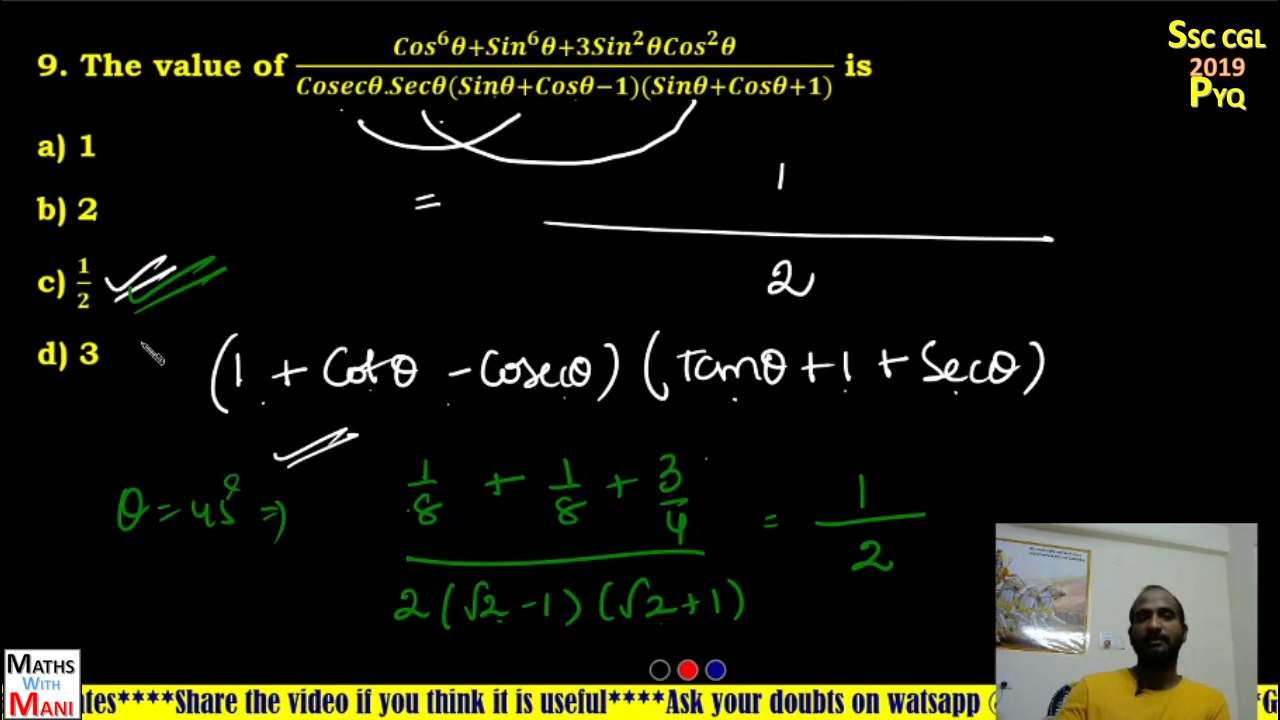 9. The value of Cos⁶θ+Sin⁶θ+3Sin²θCos²θ / Cosecθ.Secθ(Sinθ+Cosθ−1)(Sinθ+Cosθ+1) is
SSC CGL
2019
PYQ
a) 1
b) 2
c) 1/2
d) 3
= 1 / 2
(1 + Cotθ - Cosecθ) (Tanθ + 1 + Secθ)
θ = 45° ⇒ 1/8 + 1/8 + 3/4 / 2(√2 -1)(√2+1) = 1/2
MATHS
WITH
MANI
tes****Share the video if you think it is useful****Ask your doubts on watsapp